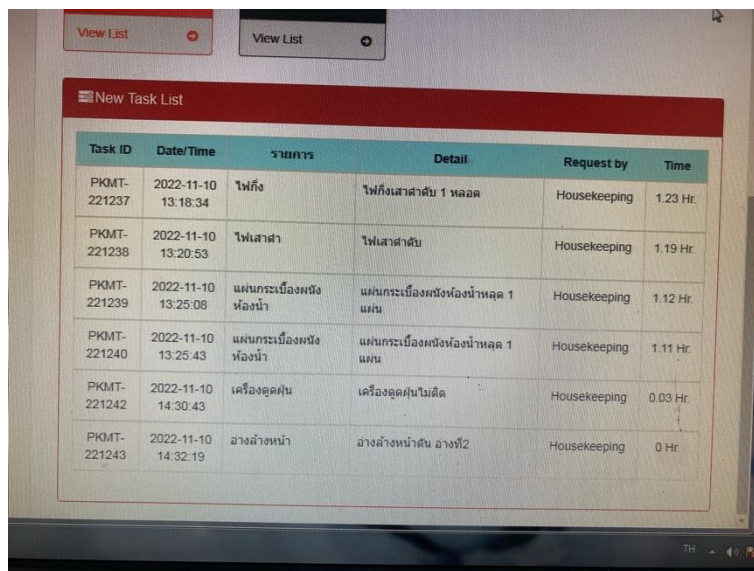 View List
View List
New Task List
Task ID Date/Time รายการ Detail Request by Time
PKMT-221237 2022-11-10 13:18:34 ไฟกิ่ง ไฟกิ่งเสาดำดับ 1 หลอด Housekeeping 1.23 Hr.
PKMT-221238 2022-11-10 13:20:53 ไฟเสาดำ ไฟเสาดำดับ Housekeeping 1.19 Hr.
PKMT-221239 2022-11-10 13:25:08 แผ่นกระเบื้องผนังห้องน้ำ แผ่นกระเบื้องผนังห้องน้ำหลุด 1 แผ่น Housekeeping 1.12 Hr.
PKMT-221240 2022-11-10 13:25:43 แผ่นกระเบื้องผนังห้องน้ำ แผ่นกระเบื้องผนังห้องน้ำหลุด 1 แผ่น Housekeeping 1.11 Hr.
PKMT-221242 2022-11-10 14:30:43 เครื่องดูดฝุ่น เครื่องดูดฝุ่นไม่ติด Housekeeping 0.03 Hr.
PKMT-221243 2022-11-10 14:32:19 อ่างล้างหน้า อ่างล้างหน้าตัน อ่างที่2 Housekeeping 0 Hr.
TH